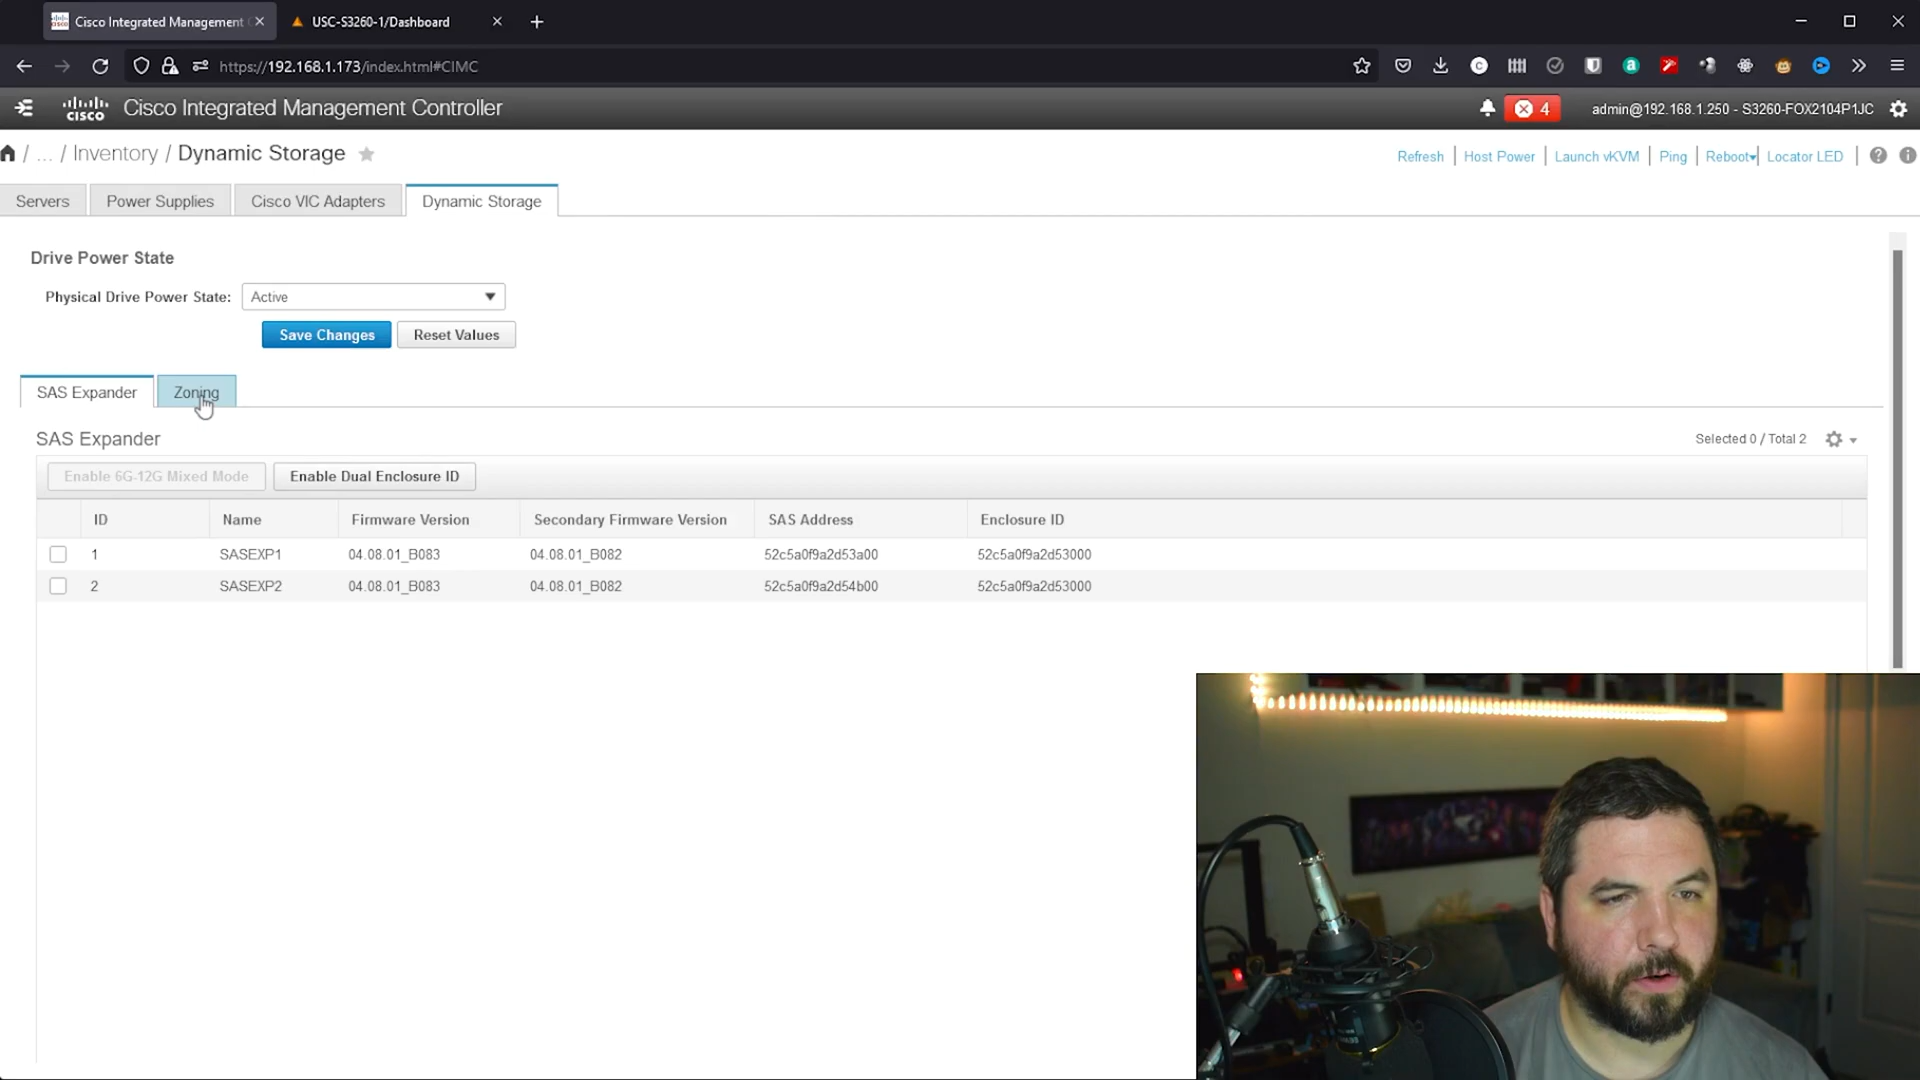 Cisco Integrated Management C
USC-S3260-1/Dashboard
https://192.168.1.173/index.html#CIMC
cisco
Cisco Integrated Management Controller
4
admin@192.168.1.250 - S3260-FOX2104P1JC
/ ... / Inventory / Dynamic Storage
Refresh
Host Power
Launch vKVM
Ping
Reboot
Locator LED
Servers
Power Supplies
Cisco VIC Adapters
Dynamic Storage
Drive Power State
Physical Drive Power State:
Active
Save Changes
Reset Values
SAS Expander
Zoning
SAS Expander
Selected 0 / Total 2
Enable 6G-12G Mixed Mode
Enable Dual Enclosure ID
ID Name Firmware Version Secondary Firmware Version SAS Address Enclosure ID
1 SASEXP1 04.08.01_B083 04.08.01_B082 52c5a0f9a2d53a00 52c5a0f9a2d53000
2 SASEXP2 04.08.01_B083 04.08.01_B082 52c5a0f9a2d54b00 52c5a0f9a2d53000